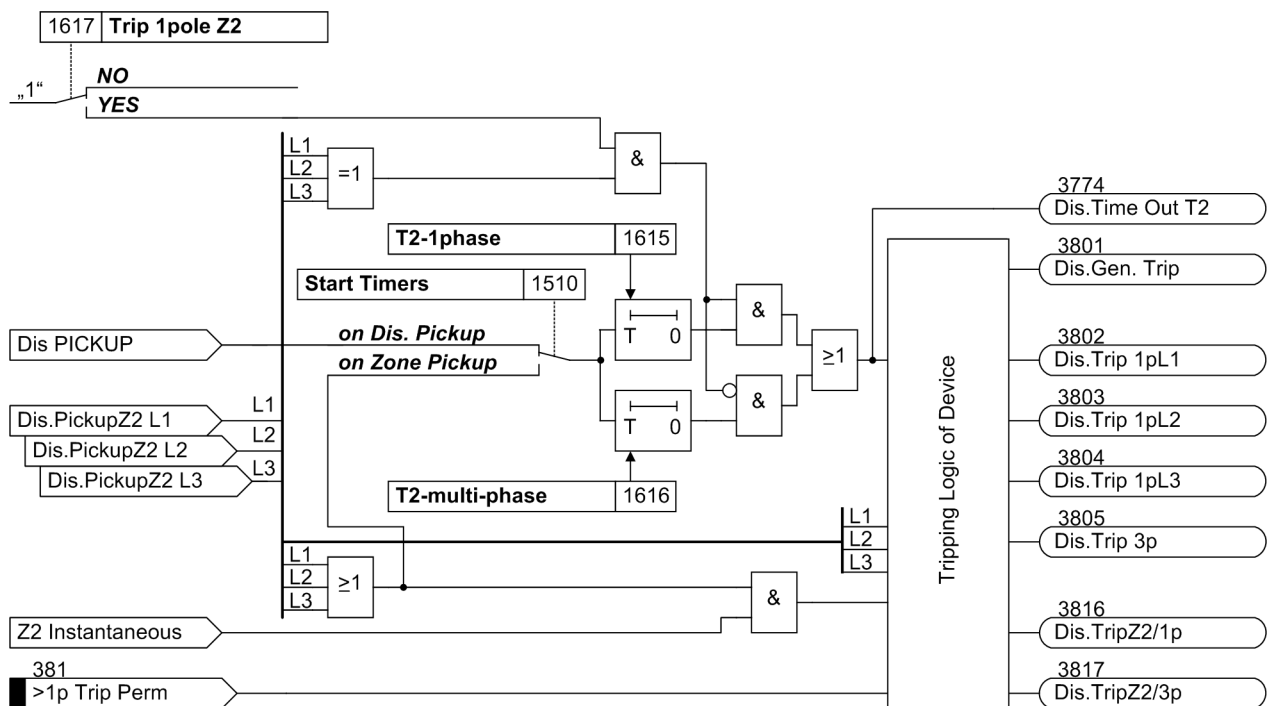 1617 Trip 1pole Z2
NO
„1“
YES
L1
L2
L3
=1
&
3774
Dis.Time Out T2
T2-1phase 1615
3801
Dis.Gen. Trip
Start Timers 1510
&
T 0
Dis PICKUP
on Dis. Pickup
on Zone Pickup
≥1
3802
Dis.Trip 1pL1
Tripping Logic of Device
&
T 0
3803
Dis.Trip 1pL2
Dis.PickupZ2 L1
L1
Dis.PickupZ2 L2
L2
Dis.PickupZ2 L3
L3
3804
Dis.Trip 1pL3
T2-multi-phase 1616
L1
L2
L3
3805
Dis.Trip 3p
L1
L2
L3
≥1
&
Z2 Instantaneous
3816
Dis.TripZ2/1p
381
>1p Trip Perm
3817
Dis.TripZ2/3p